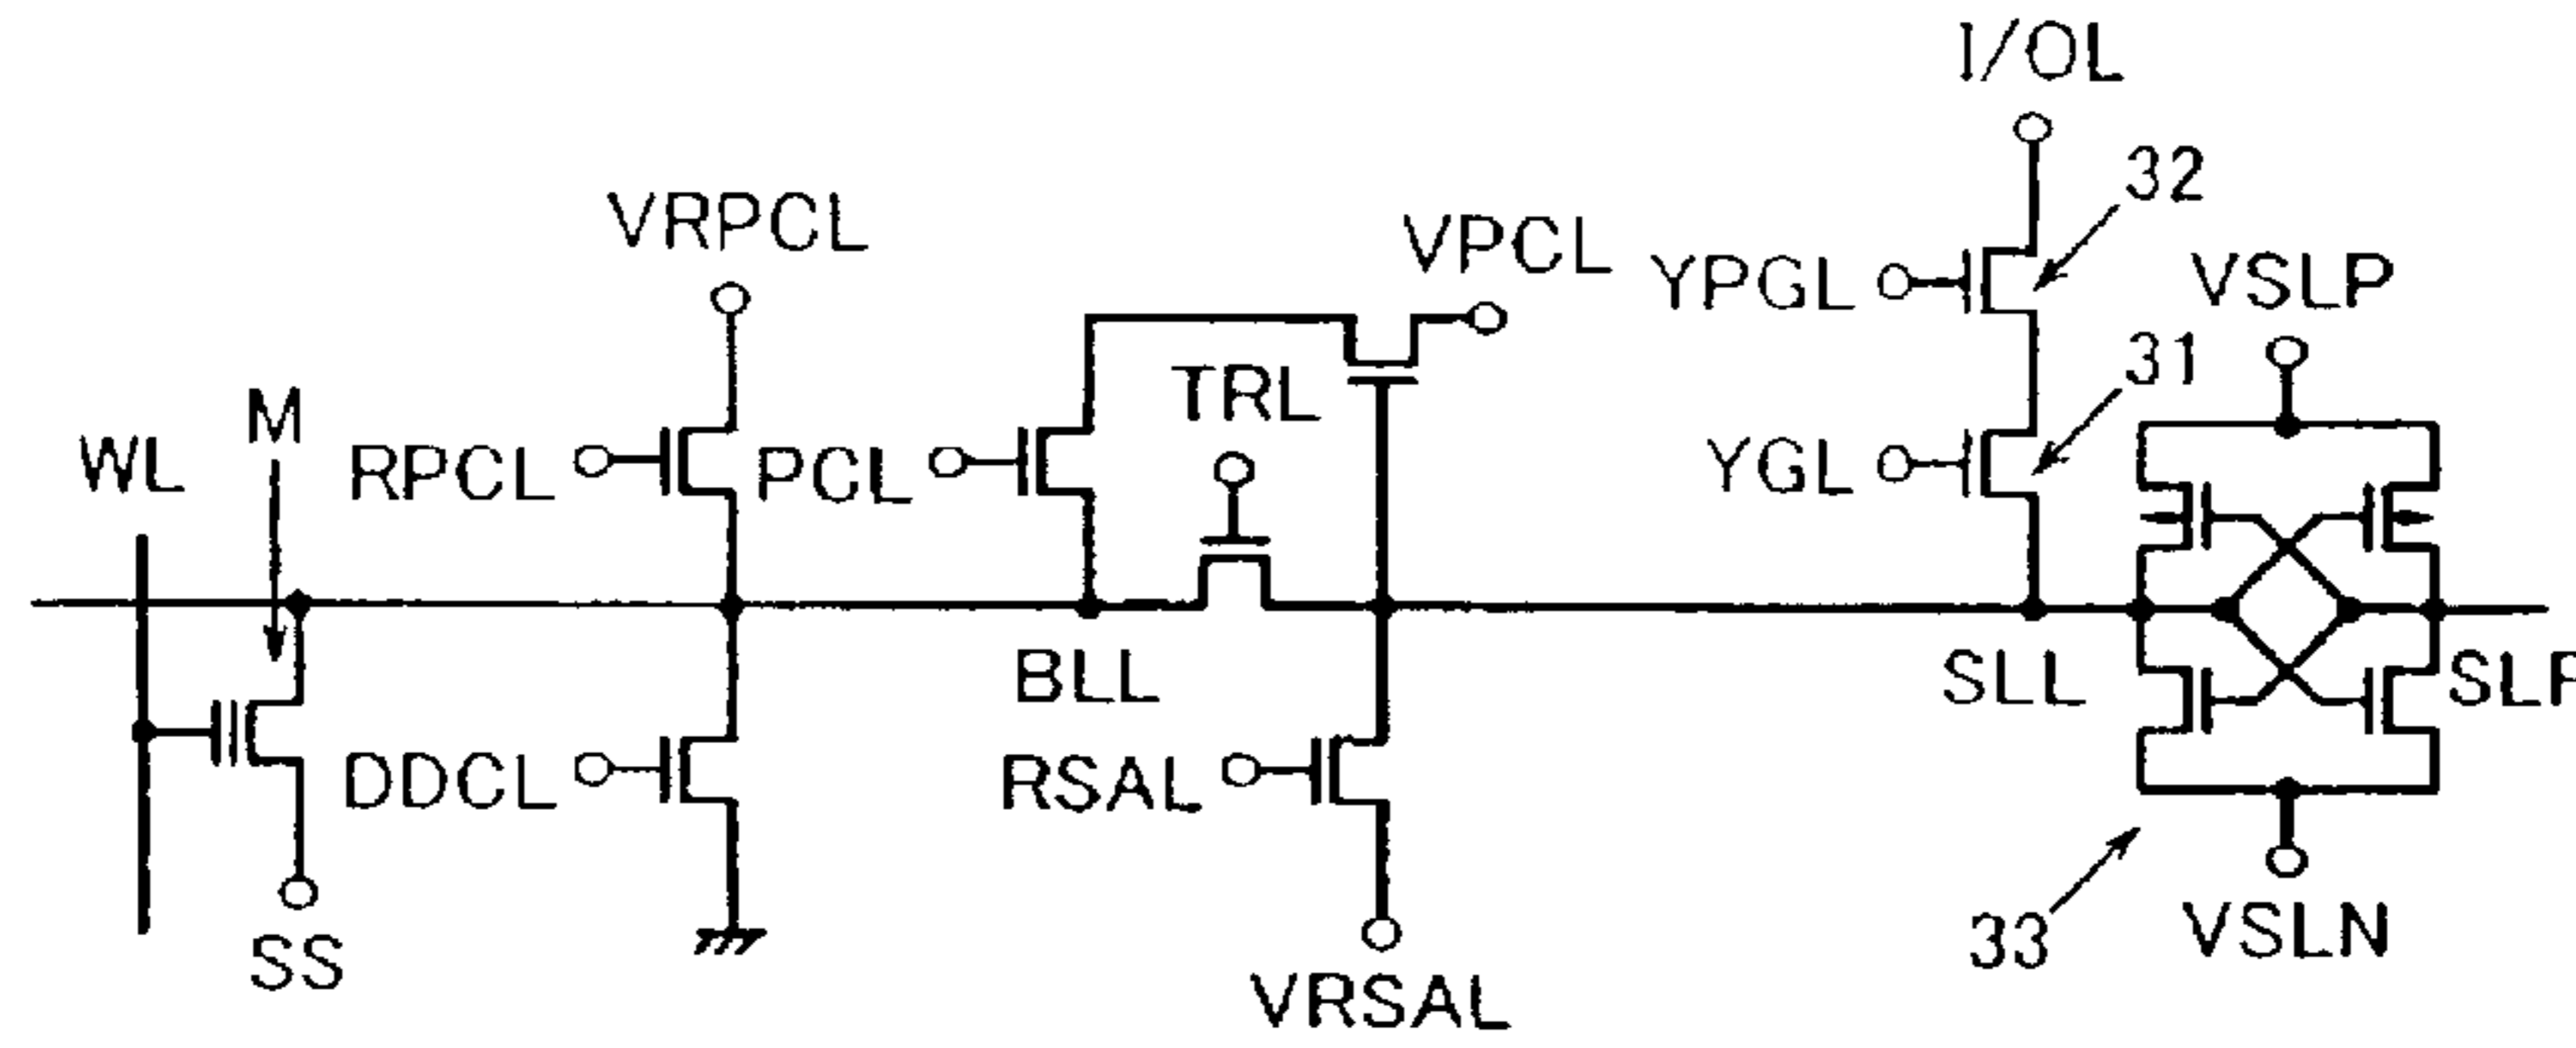 I/OL
32
VRPCL
VPCL
YPGL
VSLP
31
M
TRL
WL
RPCL
PCL
YGL
BLL
SLL
DDCL
RSAL
SS
33
VSLN
VRSAL